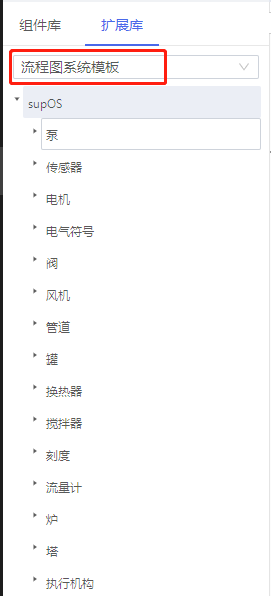 组件库 扩展库
流程图系统模板
supOS
泵
传感器
电机
电气符号
阀
风机
管道
罐
换热器
搅拌器
刻度
流量计
炉
塔
执行机构